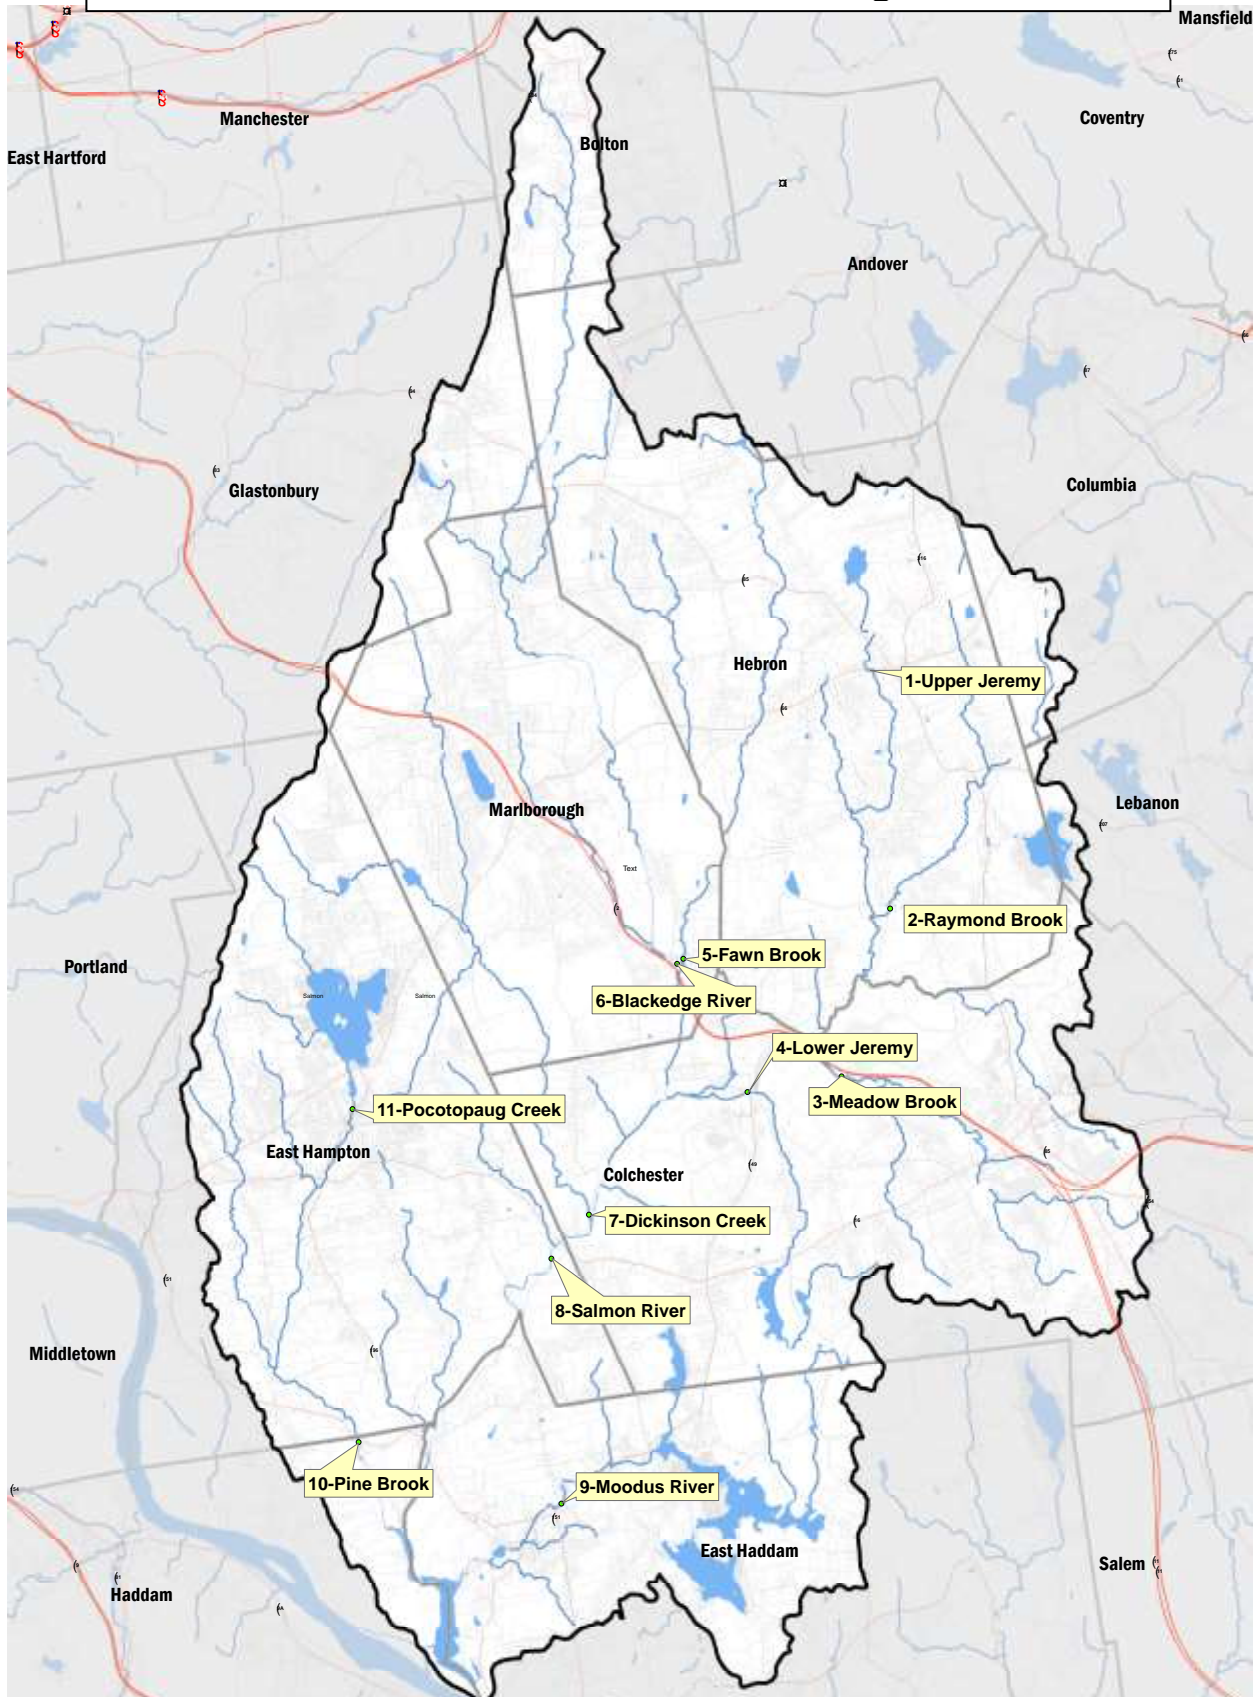 Mansfield
Manchester
Coventry
Bolton
East Hartford
Andover
Glastonbury
Columbia
Hebron
1-Upper Jeremy
Marlborough
Lebanon
Text
2-Raymond Brook
5-Fawn Brook
Portland
Salmon
Salmon
6-Blackedge River
4-Lower Jeremy
3-Meadow Brook
11-Pocotopaug Creek
East Hampton
Colchester
7-Dickinson Creek
8-Salmon River
Middletown
10-Pine Brook
9-Moodus River
East Haddam
Salem
Haddam